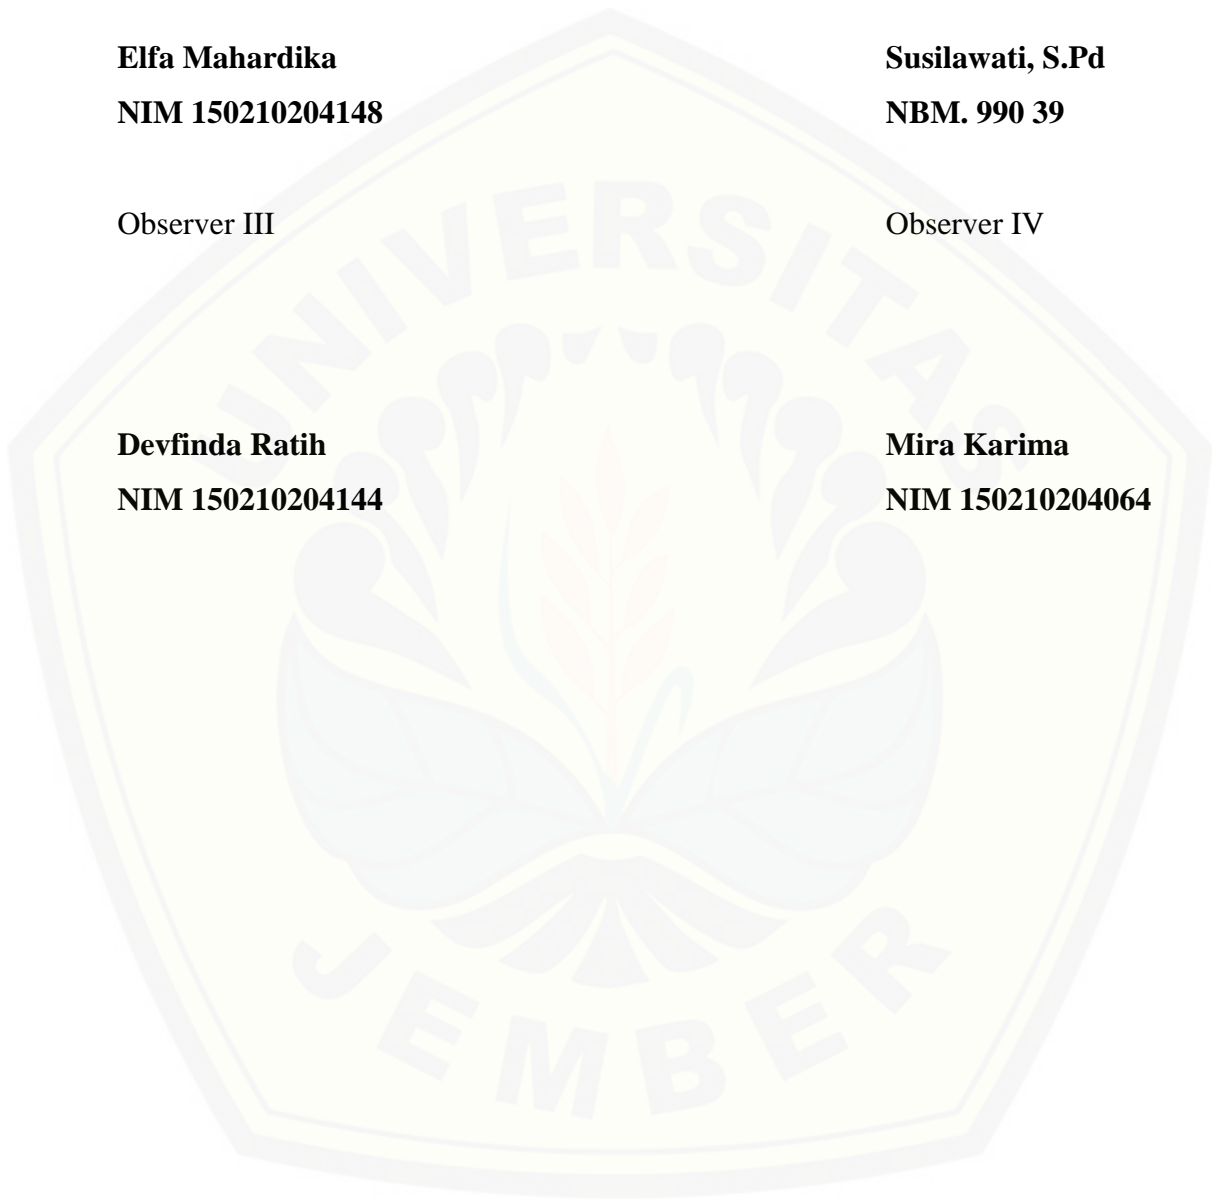 Elfa Mahardika Susilawati, S.Pd
NIM 150210204148 NBM. 990 39
Observer III Observer IV
Devfinda Ratih Mira Karima
NIM 150210204144 NIM 150210204064
UNIVERSITAS
JEMBER